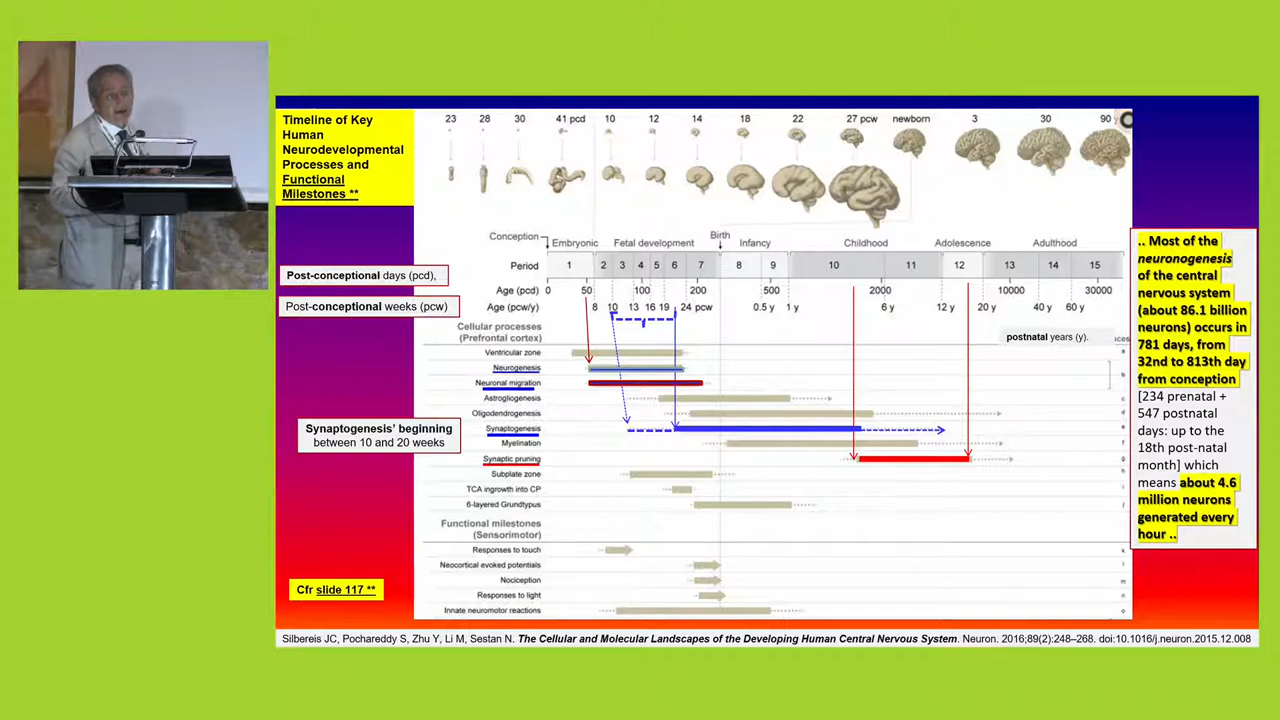 Timeline of Key
Human
Neurodevelopmental
Processes and
Functional
Milestones **
23 28 30 41 pcd 10 12 14 18 22 27 pcw newborn 3 30 90 y
Conception Embryonic Fetal development Birth Infancy Childhood Adolescence Adulthood
Period 1 2 3 4 5 6 7 8 9 10 11 12 13 14 15
Post-conceptional days (pcd),
Age (pcd) 0 50 100 200 500 2000 10000 30000
Post-conceptional weeks (pcw)
Age (pcw/y) 8 10 13 16 19 24 pcw 0.5 y 1 y 6 y 12 y 20 y 40 y 60 y
Cellular processes
(Prefrontal cortex)
postnatal years (y).
Ventricular zone a
Neurogenesis b
Neuronal migration
Astrogliogenesis c
Oligodendrogenesis d
Synaptogenesis e
Myelination f
Synaptic pruning g
Subplate zone h
TCA ingrowth into CP i
6-layered Grundtypus j
Synaptogenesis' beginning
between 10 and 20 weeks
Functional milestones
(Sensorimotor)
Responses to touch k
Neocortical evoked potentials l
Nociception m
Responses to light n
Innate neuromotor reactions o
Cfr slide 117 **
.. Most of the
neuronogenesis
of the central
nervous system
(about 86.1 billion
neurons) occurs in
781 days, from
32nd to 813th day
from conception
[234 prenatal +
547 postnatal
days: up to the
18th post-natal
month] which
means about 4.6
million neurons
generated every
hour ..
Silbereis JC, Pochareddy S, Zhu Y, Li M, Sestan N. The Cellular and Molecular Landscapes of the Developing Human Central Nervous System. Neuron. 2016;89(2):248–268. doi:10.1016/j.neuron.2015.12.008